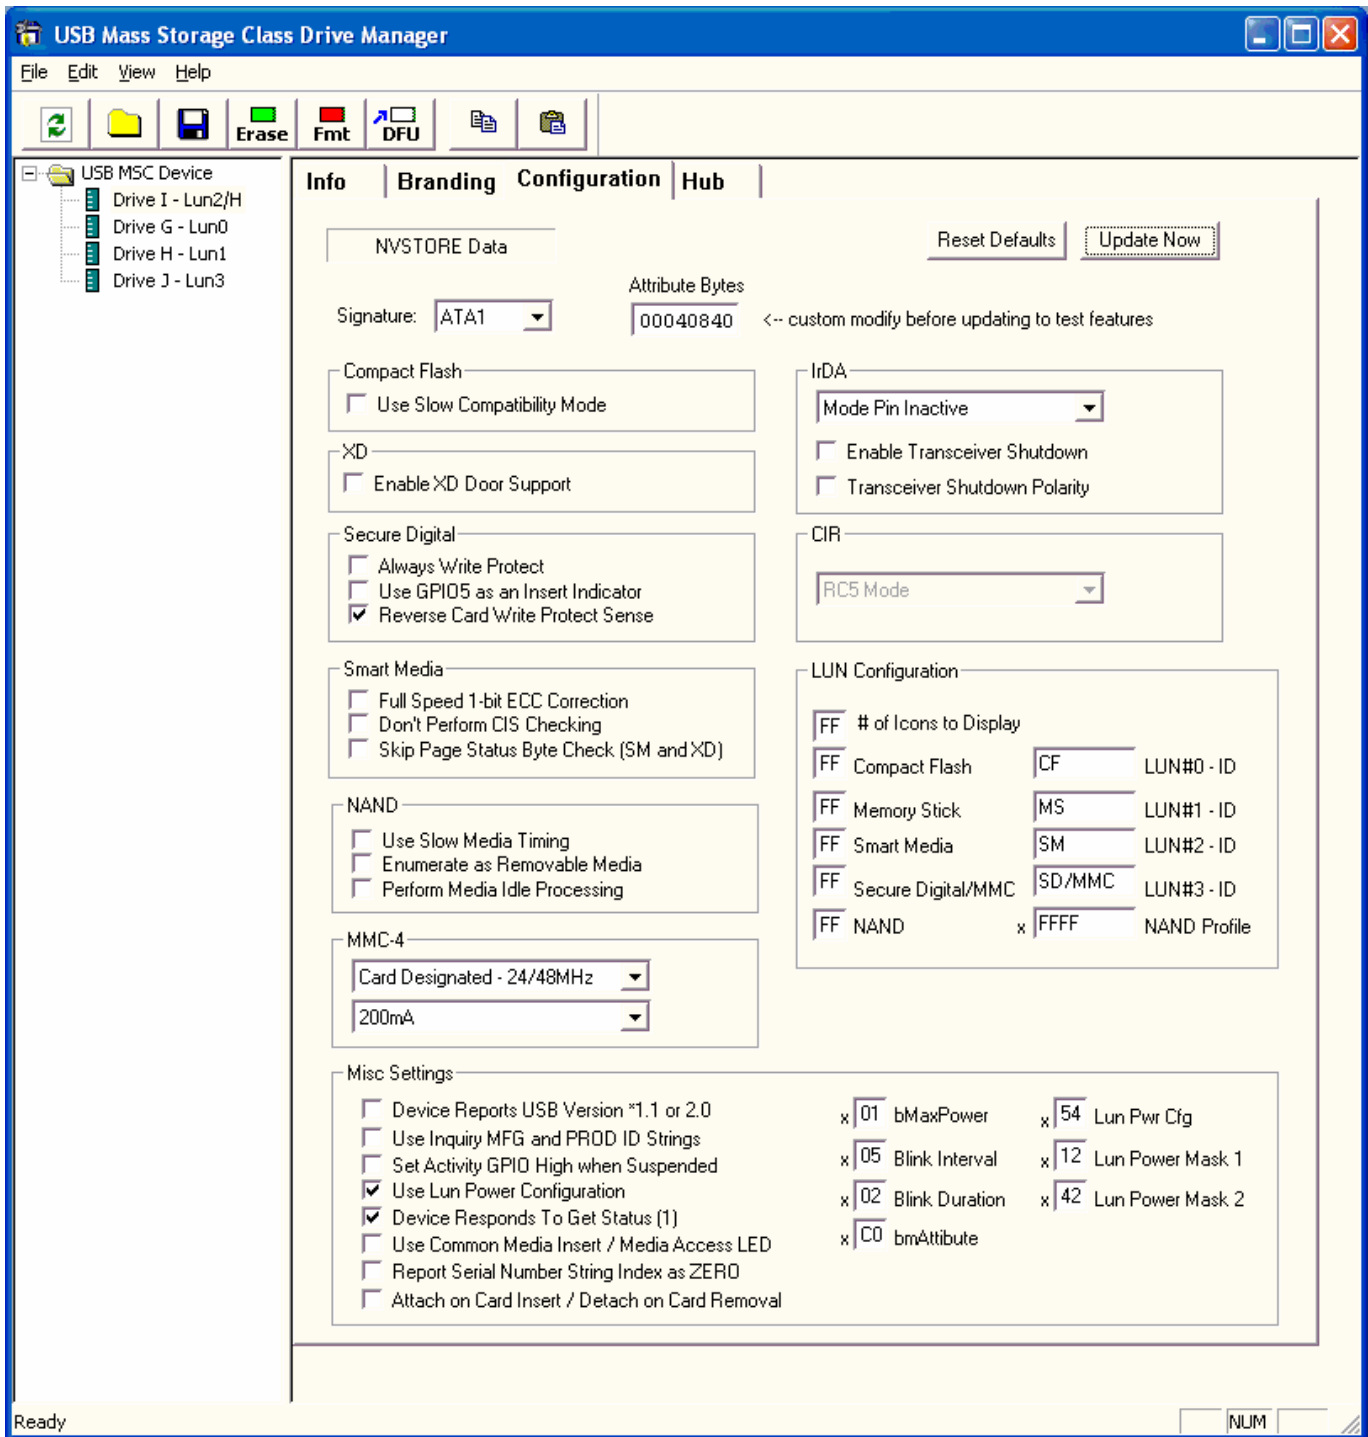 USB Mass Storage Class Drive Manager
File Edit View Help
Erase Fmt DFU
USB MSC Device
Drive I - Lun2/H
Drive G - Lun0
Drive H - Lun1
Drive J - Lun3
Info Branding Configuration Hub
NVSTORE Data
Reset Defaults
Update Now
Attribute Bytes
Signature: ATA1
00040840 <-- custom modify before updating to test features
Compact Flash
Use Slow Compatibility Mode
XD
Enable XD Door Support
Secure Digital
Always Write Protect
Use GPIO5 as an Insert Indicator
Reverse Card Write Protect Sense
Smart Media
Full Speed 1-bit ECC Correction
Don't Perform CIS Checking
Skip Page Status Byte Check (SM and XD)
NAND
Use Slow Media Timing
Enumerate as Removable Media
Perform Media Idle Processing
MMC-4
Card Designated - 24/48MHz
200mA
IrDA
Mode Pin Inactive
Enable Transceiver Shutdown
Transceiver Shutdown Polarity
CIR
RC5 Mode
LUN Configuration
FF # of Icons to Display
FF Compact Flash CF LUN#0 - ID
FF Memory Stick MS LUN#1 - ID
FF Smart Media SM LUN#2 - ID
FF Secure Digital/MMC SD/MMC LUN#3 - ID
FF NAND x FFFF NAND Profile
Misc Settings
Device Reports USB Version *1.1 or 2.0
Use Inquiry MFG and PROD ID Strings
Set Activity GPIO High when Suspended
Use Lun Power Configuration
Device Responds To Get Status (1)
Use Common Media Insert / Media Access LED
Report Serial Number String Index as ZERO
Attach on Card Insert / Detach on Card Removal
x 01 bMaxPower x 54 Lun Pwr Cfg
x 05 Blink Interval x 12 Lun Power Mask 1
x 02 Blink Duration x 42 Lun Power Mask 2
x C0 bmAttibute
Ready
NUM